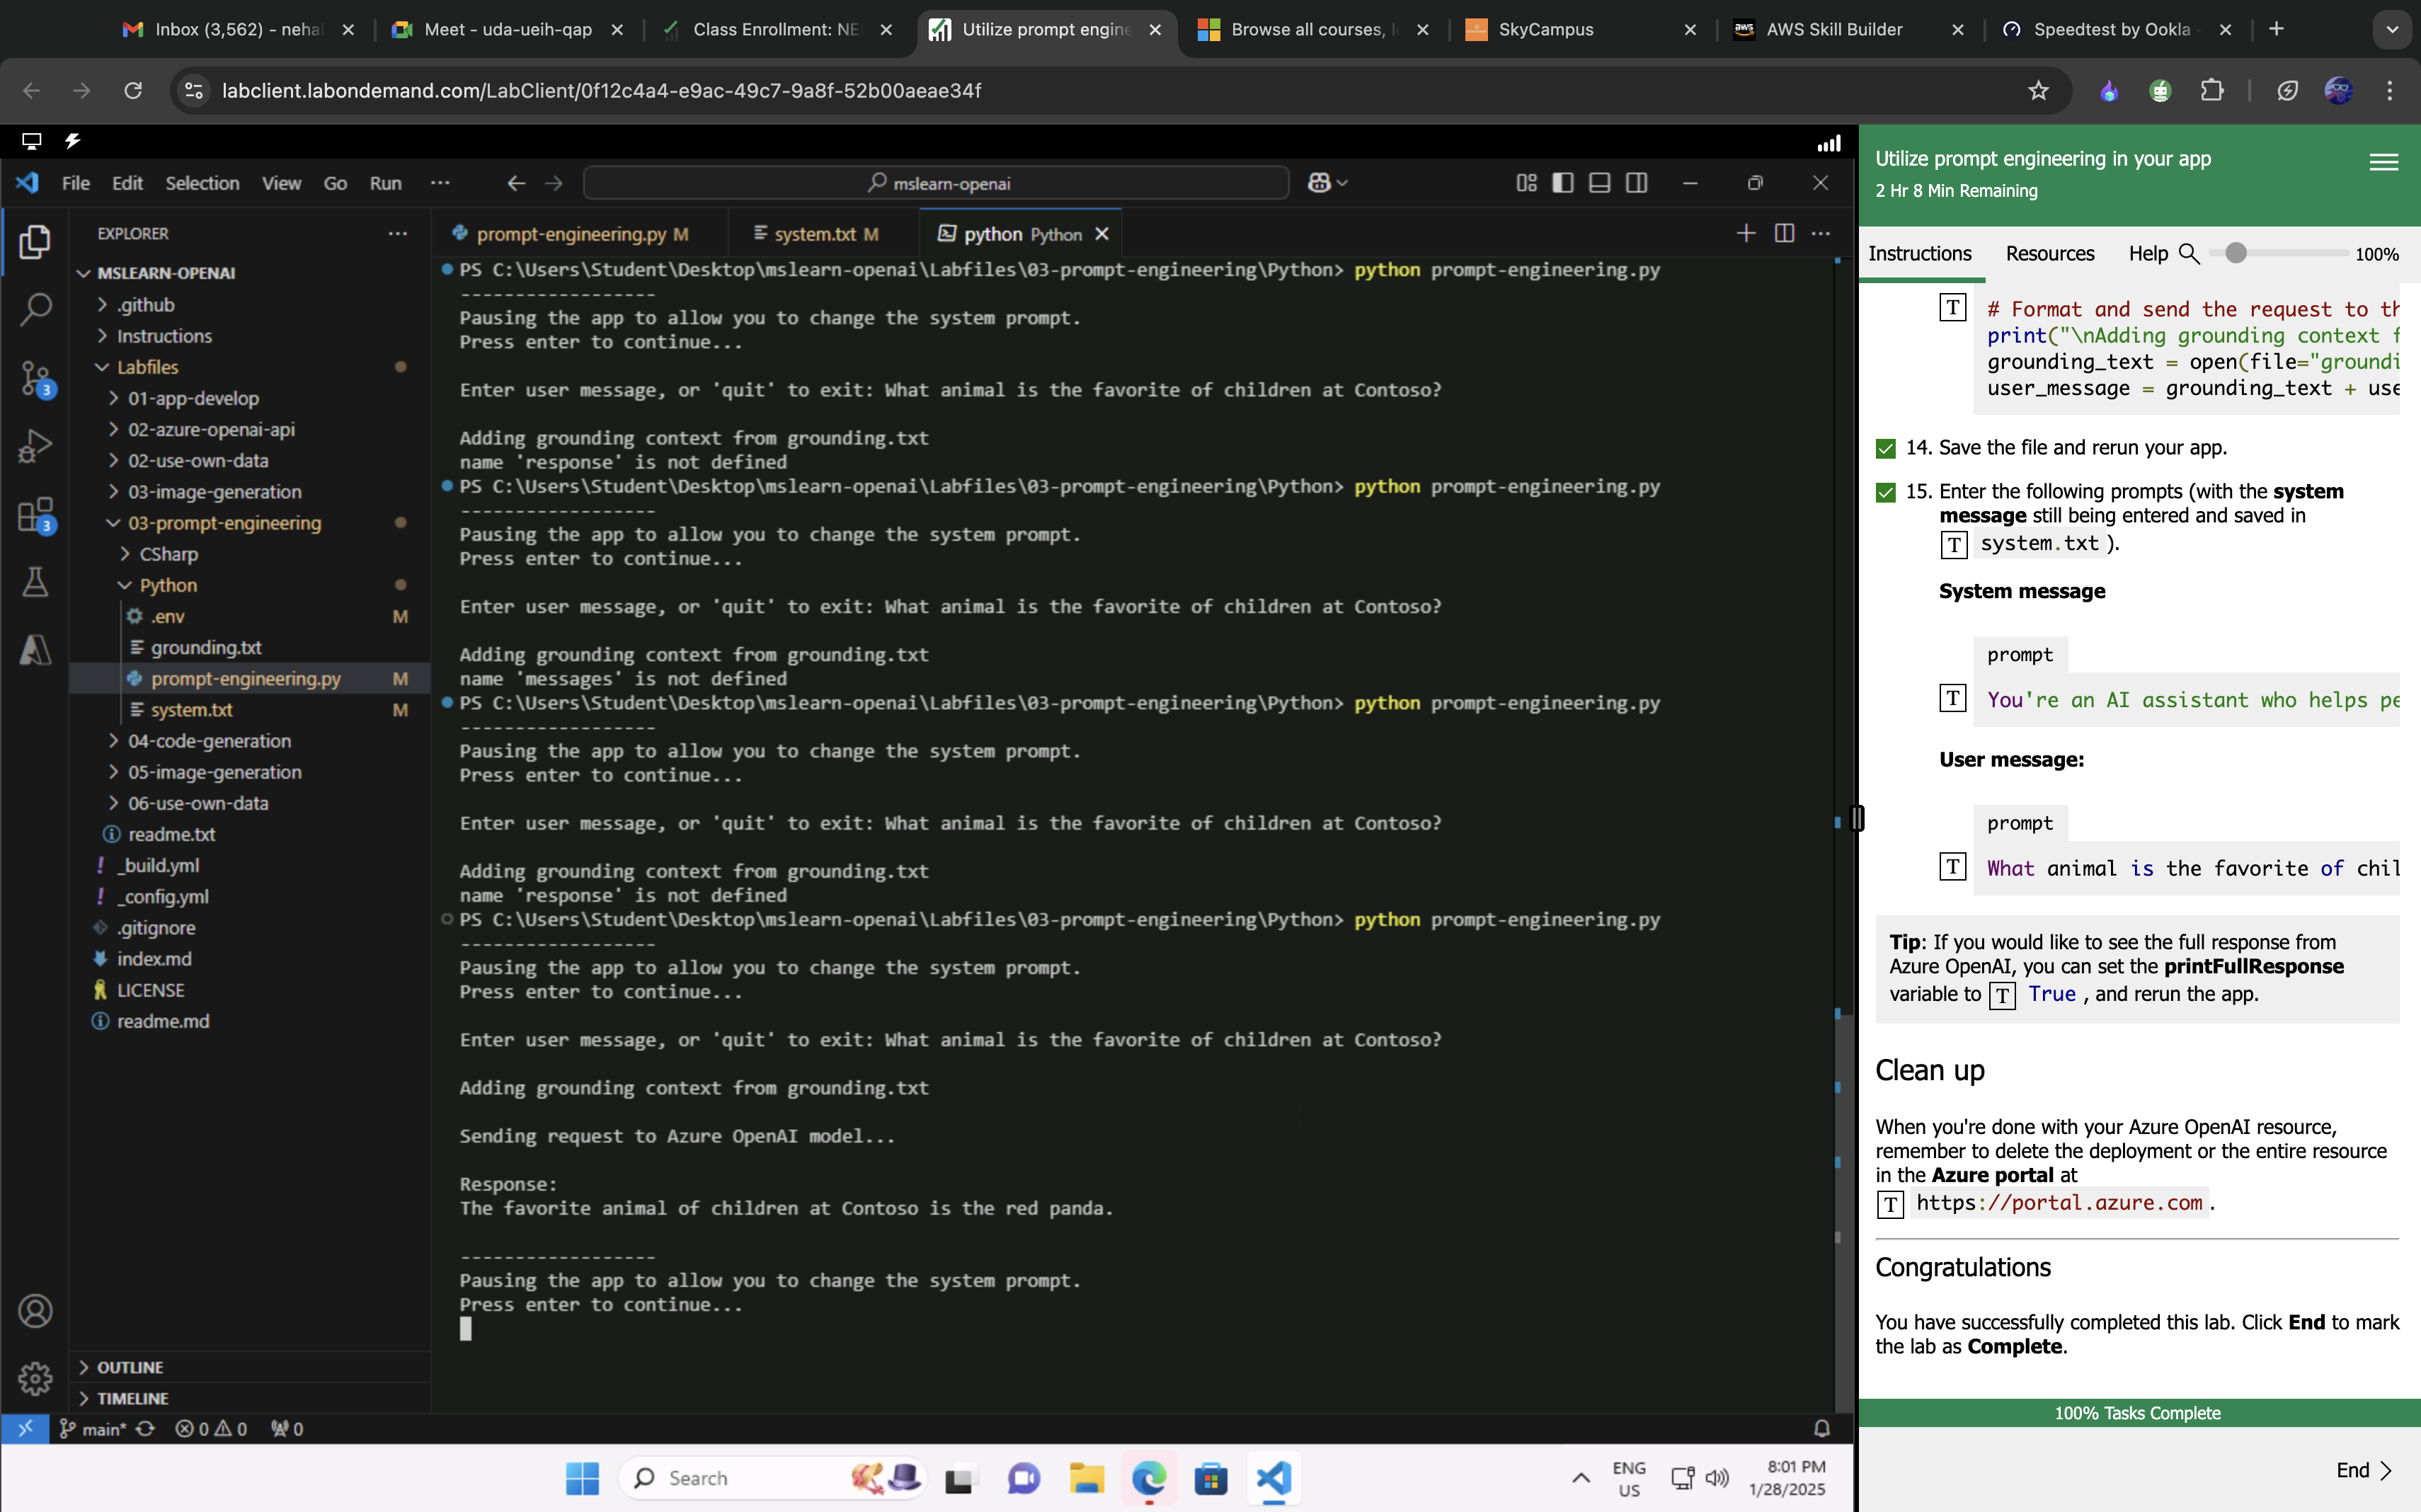 Inbox (3,562) - neha
Meet - uda-ueih-qap
Class Enrollment: NE
Utilize prompt engine
Browse all courses, l
SkyCampus
AWS Skill Builder
Speedtest by Ookla
labclient.labondemand.com/LabClient/0f12c4a4-e9ac-49c7-9a8f-52b00aeae34f
File Edit Selection View Go Run ...
mslearn-openai
EXPLORER
MSLEARN-OPENAI
.github
Instructions
Labfiles
01-app-develop
02-azure-openai-api
02-use-own-data
03-image-generation
03-prompt-engineering
CSharp
Python
.env M
grounding.txt
prompt-engineering.py M
system.txt M
04-code-generation
05-image-generation
06-use-own-data
readme.txt
_build.yml
_config.yml
.gitignore
index.md
LICENSE
readme.md
OUTLINE
TIMELINE
3
3
prompt-engineering.py M
system.txt M
python Python
PS C:\Users\Student\Desktop\mslearn-openai\Labfiles\03-prompt-engineering\Python> python prompt-engineering.py
------------------
Pausing the app to allow you to change the system prompt.
Press enter to continue...
Enter user message, or 'quit' to exit: What animal is the favorite of children at Contoso?
Adding grounding context from grounding.txt
name 'response' is not defined
PS C:\Users\Student\Desktop\mslearn-openai\Labfiles\03-prompt-engineering\Python> python prompt-engineering.py
------------------
Pausing the app to allow you to change the system prompt.
Press enter to continue...
Enter user message, or 'quit' to exit: What animal is the favorite of children at Contoso?
Adding grounding context from grounding.txt
name 'messages' is not defined
PS C:\Users\Student\Desktop\mslearn-openai\Labfiles\03-prompt-engineering\Python> python prompt-engineering.py
------------------
Pausing the app to allow you to change the system prompt.
Press enter to continue...
Enter user message, or 'quit' to exit: What animal is the favorite of children at Contoso?
Adding grounding context from grounding.txt
name 'response' is not defined
PS C:\Users\Student\Desktop\mslearn-openai\Labfiles\03-prompt-engineering\Python> python prompt-engineering.py
------------------
Pausing the app to allow you to change the system prompt.
Press enter to continue...
Enter user message, or 'quit' to exit: What animal is the favorite of children at Contoso?
Adding grounding context from grounding.txt
Sending request to Azure OpenAI model...
Response:
The favorite animal of children at Contoso is the red panda.
------------------
Pausing the app to allow you to change the system prompt.
Press enter to continue...
main* 0 0 0
Search
ENG
US
8:01 PM
1/28/2025
Utilize prompt engineering in your app
2 Hr 8 Min Remaining
Instructions Resources Help 100%
T # Format and send the request to th
print("\nAdding grounding context f
grounding_text = open(file="groundi
user_message = grounding_text + use
14. Save the file and rerun your app.
15. Enter the following prompts (with the system
message still being entered and saved in
T system.txt ).
System message
prompt
T You're an AI assistant who helps pe
User message:
prompt
T What animal is the favorite of chil
Tip: If you would like to see the full response from
Azure OpenAI, you can set the printFullResponse
variable to T True , and rerun the app.
Clean up
When you're done with your Azure OpenAI resource,
remember to delete the deployment or the entire resource
in the Azure portal at
T https://portal.azure.com .
Congratulations
You have successfully completed this lab. Click End to mark
the lab as Complete.
100% Tasks Complete
End